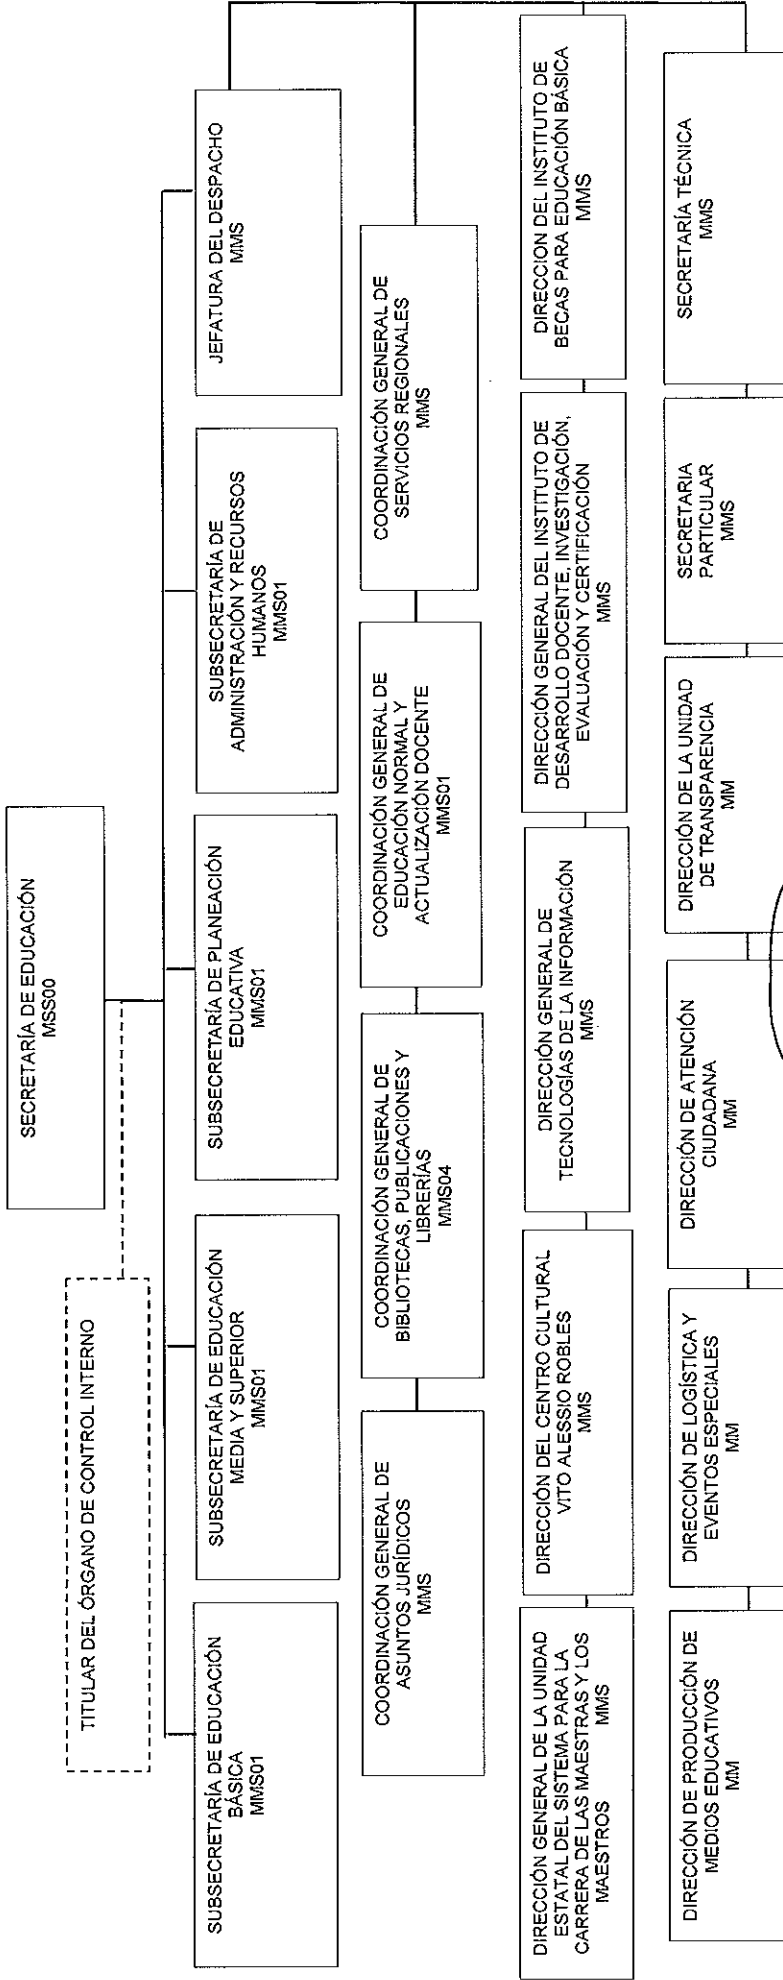 SECRETARÍA DE EDUCACIÓN
MSS00
TITULAR DEL ÓRGANO DE CONTROL INTERNO
SUBSECRETARÍA DE EDUCACIÓN
BÁSICA
MMS01
SUBSECRETARÍA DE EDUCACIÓN
MEDIA Y SUPERIOR
MMS01
SUBSECRETARÍA DE PLANEACIÓN
EDUCATIVA
MMS01
SUBSECRETARÍA DE
ADMINISTRACIÓN Y RECURSOS
HUMANOS
MMS01
JEFATURA DEL DESPACHO
MMS
COORDINACIÓN GENERAL DE
ASUNTOS JURÍDICOS
MMS
COORDINACIÓN GENERAL DE
BIBLIOTECAS, PUBLICACIONES Y
LIBRERÍAS
MMS04
COORDINACIÓN GENERAL DE
EDUCACIÓN NORMAL Y
ACTUALIZACIÓN DOCENTE
MMS01
COORDINACIÓN GENERAL DE
SERVICIOS REGIONALES
MMS
DIRECCIÓN GENERAL DE LA UNIDAD
ESTATAL DEL SISTEMA PARA LA
CARRERA DE LAS MAESTRAS Y LOS
MAESTROS MMS
DIRECCIÓN DEL CENTRO CULTURAL
VITO ALESSIO ROBLES
MMS
DIRECCIÓN GENERAL DE
TECNOLOGÍAS DE LA INFORMACIÓN
MMS
DIRECCIÓN GENERAL DEL INSTITUTO DE
DESARROLLO DOCENTE, INVESTIGACIÓN,
EVALUACIÓN Y CERTIFICACIÓN
MMS
DIRECCION DEL INSTITUTO DE
BECAS PARA EDUCACIÓN BÁSICA
MMS
DIRECCIÓN DE PRODUCCIÓN DE
MEDIOS EDUCATIVOS
MM
DIRECCIÓN DE LOGÍSTICA Y
EVENTOS ESPECIALES
MM
DIRECCIÓN DE ATENCIÓN
CIUDADANA
MM
DIRECCIÓN DE LA UNIDAD
DE TRANSPARENCIA
MM
SECRETARIA
PARTICULAR
MMS
SECRETARÍA TÉCNICA
MMS